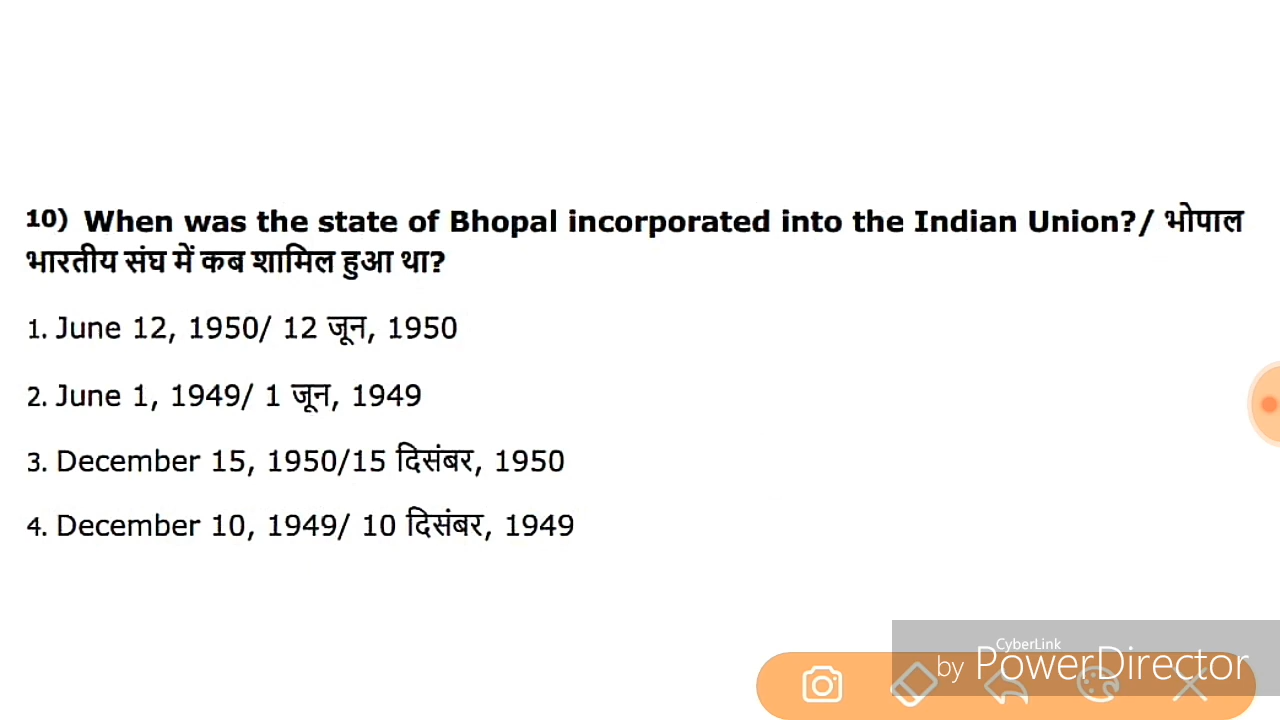 10) When was the state of Bhopal incorporated into the Indian Union?/ भोपाल
भारतीय संघ में कब शामिल हुआ था?
1. June 12, 1950/ 12 जून, 1950
2. June 1, 1949/ 1 जून, 1949
3. December 15, 1950/15 दिसंबर, 1950
4. December 10, 1949/ 10 दिसंबर, 1949
CyberLink
by PowerDirector